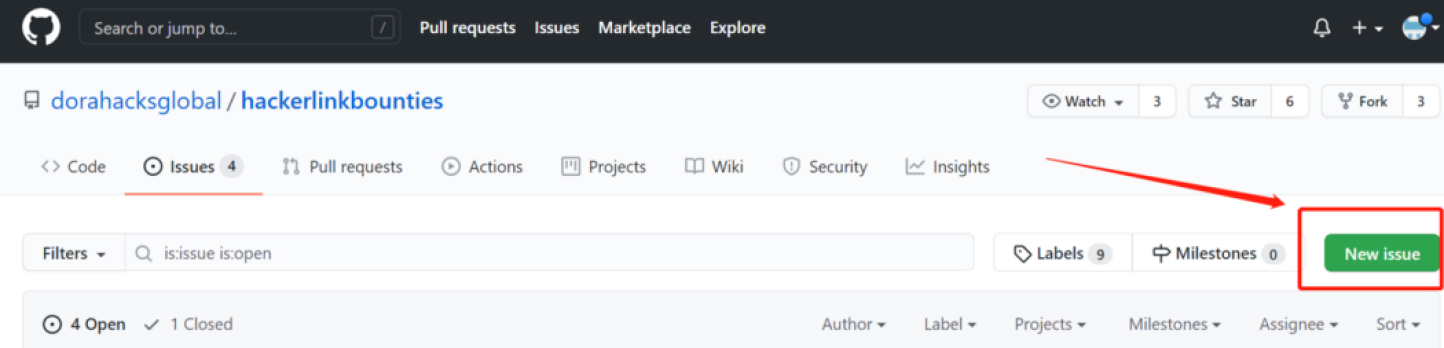 Search or jump to... / Pull requests Issues Marketplace Explore
dorahacksglobal / hackerlinkbounties Watch 3 Star 6 Fork 3
Code Issues 4 Pull requests Actions Projects Wiki Security Insights
Filters is:issue is:open Labels 9 Milestones 0 New issue
4 Open 1 Closed Author Label Projects Milestones Assignee Sort